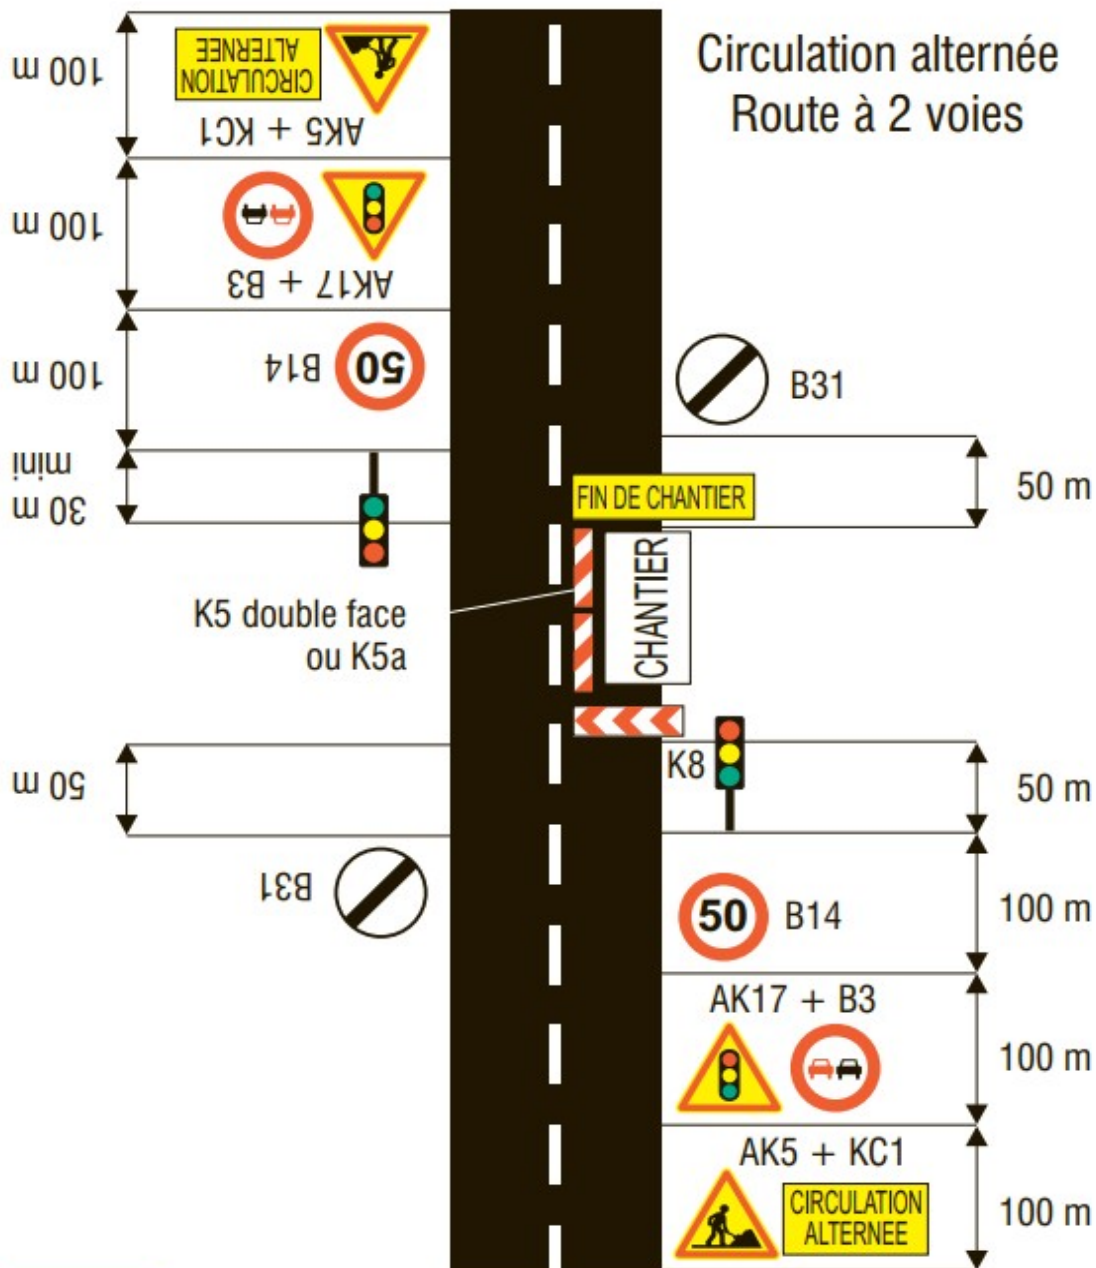 Circulation alternée
Route à 2 voies
100 m
CIRCULATION
ALTERNEE
AK5 + KC1
100 m
AK17 + B3
100 m
B14
50
B31
30 m
mini
50 m
FIN DE CHANTIER
CHANTIER
K5 double face
ou K5a
K8
50 m
50 m
B31
50
B14
100 m
AK17 + B3
100 m
AK5 + KC1
CIRCULATION
ALTERNEE
100 m